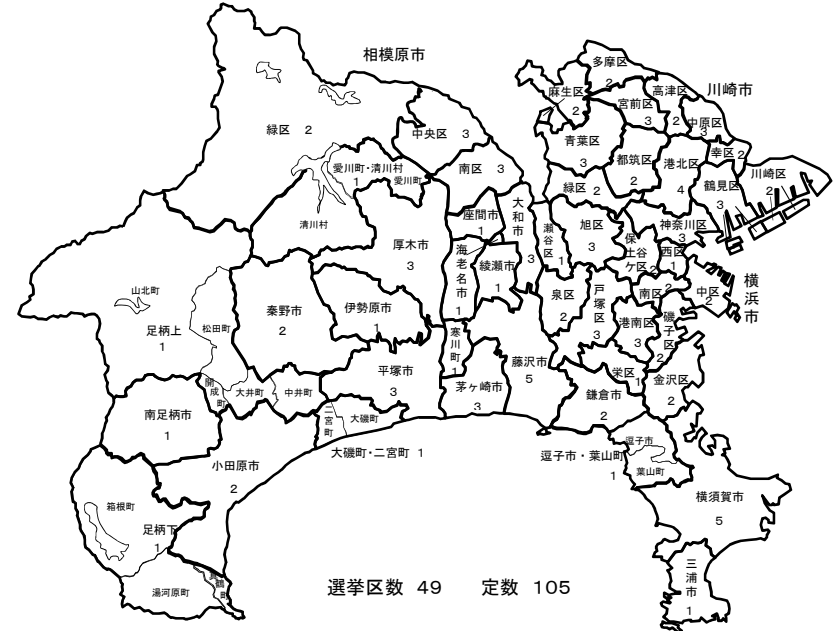 相模原市
緑区 2
中央区 3
南区 3
愛川町・清川村
1
愛川町
清川村
川崎市
多摩区
2
麻生区
2
高津区
2
宮前区
3
中原区
3
幸区 2
川崎区
2
青葉区
3
都筑区
2
港北区
4
鶴見区
3
緑区 2
旭区
3
瀬谷区
1
神奈川区
3
保土谷ケ区 2
西区
1
横浜市
南区 2
中区
2
泉区
2
戸塚区
3
港南区
3
磯子区
2
栄区 1
金沢区
2
座間市
1
大和市
3
厚木市
3
海老名市
1
綾瀬市
1
山北町
足柄上
1
松田町
秦野市
2
伊勢原市
1
寒川町
1
藤沢市
5
開成町
大井町
中井町
平塚市
3
茅ヶ崎市
3
鎌倉市
2
南足柄市
1
二宮町
大磯町
大磯町・二宮町 1
小田原市
2
逗子市・葉山町
1
逗子市
葉山町
横須賀市
5
箱根町
足柄下
1
湯河原町
真鶴町
三浦市
1
選挙区数 49 定数 105